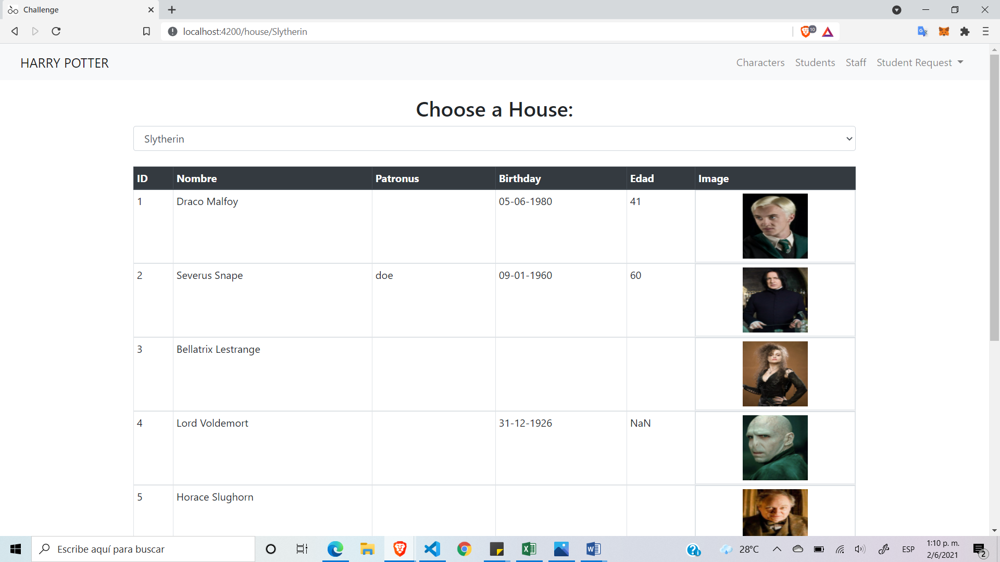 Challenge
localhost:4200/house/Slytherin
10
HARRY POTTER
Characters Students Staff Student Request
Choose a House:
Slytherin
ID Nombre Patronus Birthday Edad Image
1 Draco Malfoy 05-06-1980 41
2 Severus Snape doe 09-01-1960 60
3 Bellatrix Lestrange
4 Lord Voldemort 31-12-1926 NaN
5 Horace Slughorn
Escribe aquí para buscar
28°C
ESP
1:10 p. m.
2/6/2021
2